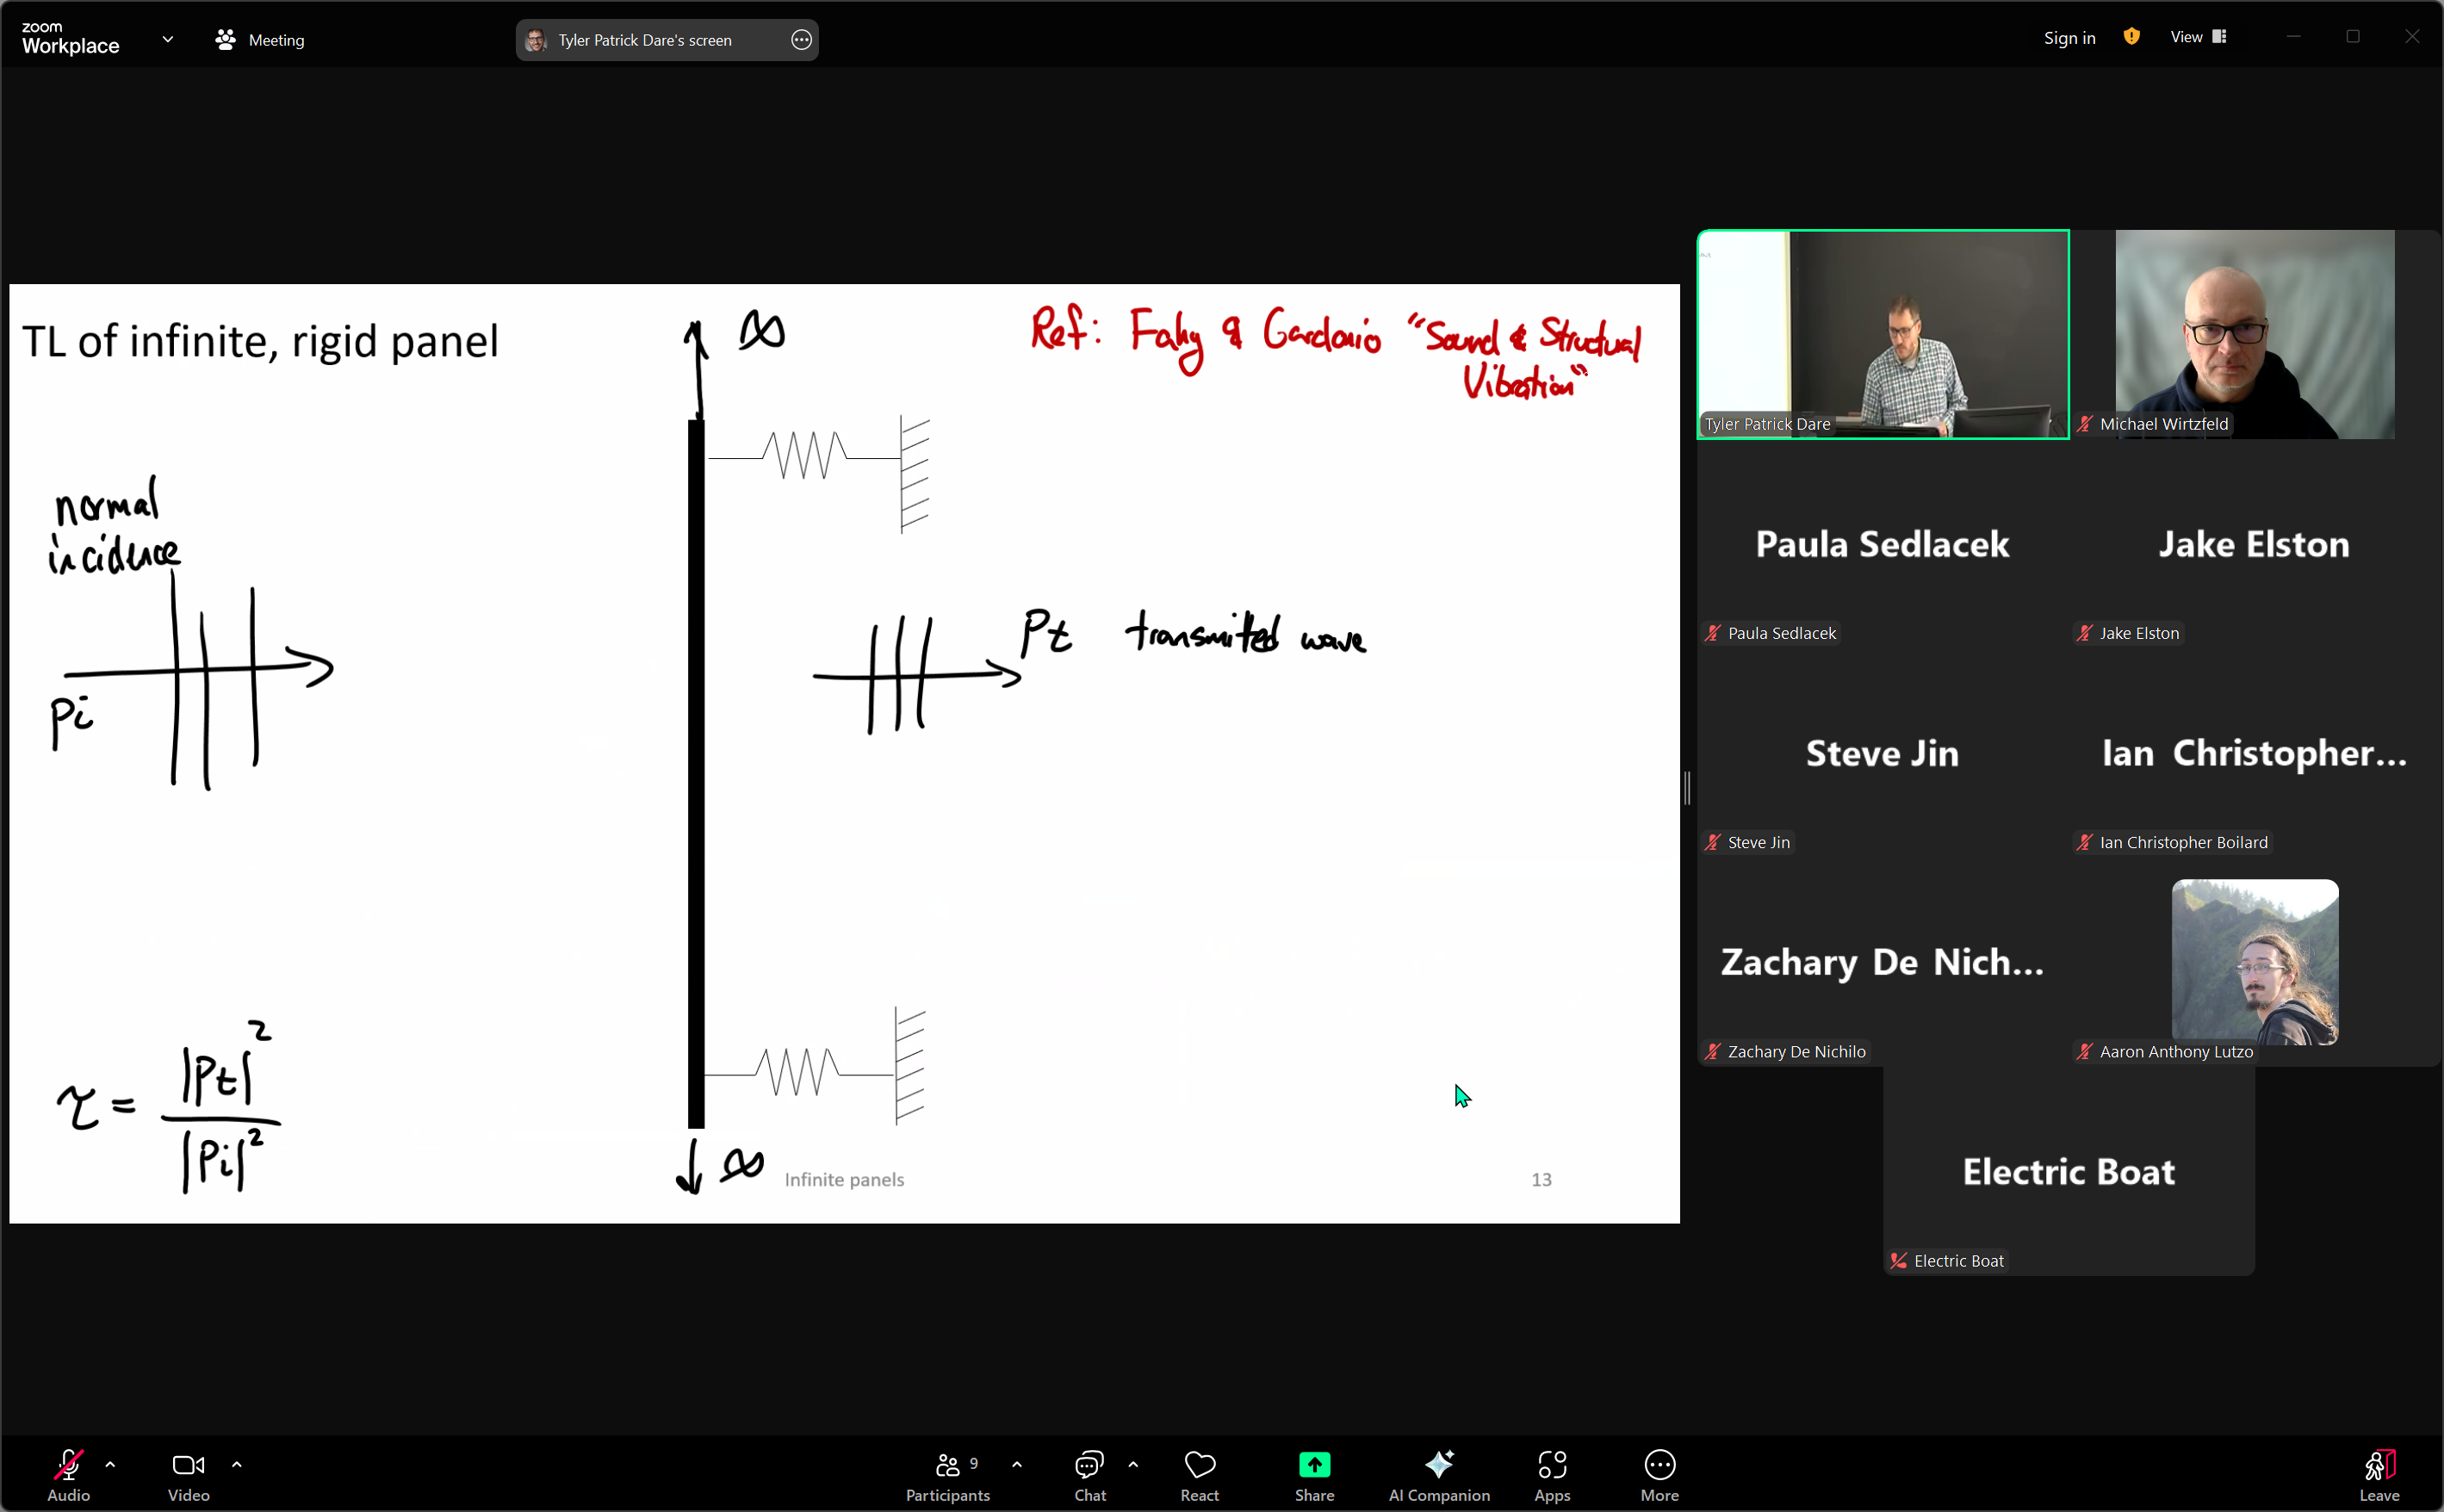 zoom
Workplace
Meeting
Tyler Patrick Dare's screen
Sign in
View
TL of infinite, rigid panel
∞
Ref: Fahy & Gardonio "Sound & Structural
Vibration"
normal
incidence
Pi
Pt transmitted wave
τ = |Pt|²
|Pi|²
∞
Infinite panels
13
Tyler Patrick Dare
Michael Wirtzfeld
Paula Sedlacek
Jake Elston
Paula Sedlacek
Jake Elston
Steve Jin
Ian Christopher...
Steve Jin
Ian Christopher Boilard
Zachary De Nich...
Zachary De Nichilo
Aaron Anthony Lutzo
Electric Boat
Electric Boat
Audio
Video
9
Participants
Chat
React
Share
AI Companion
Apps
More
Leave